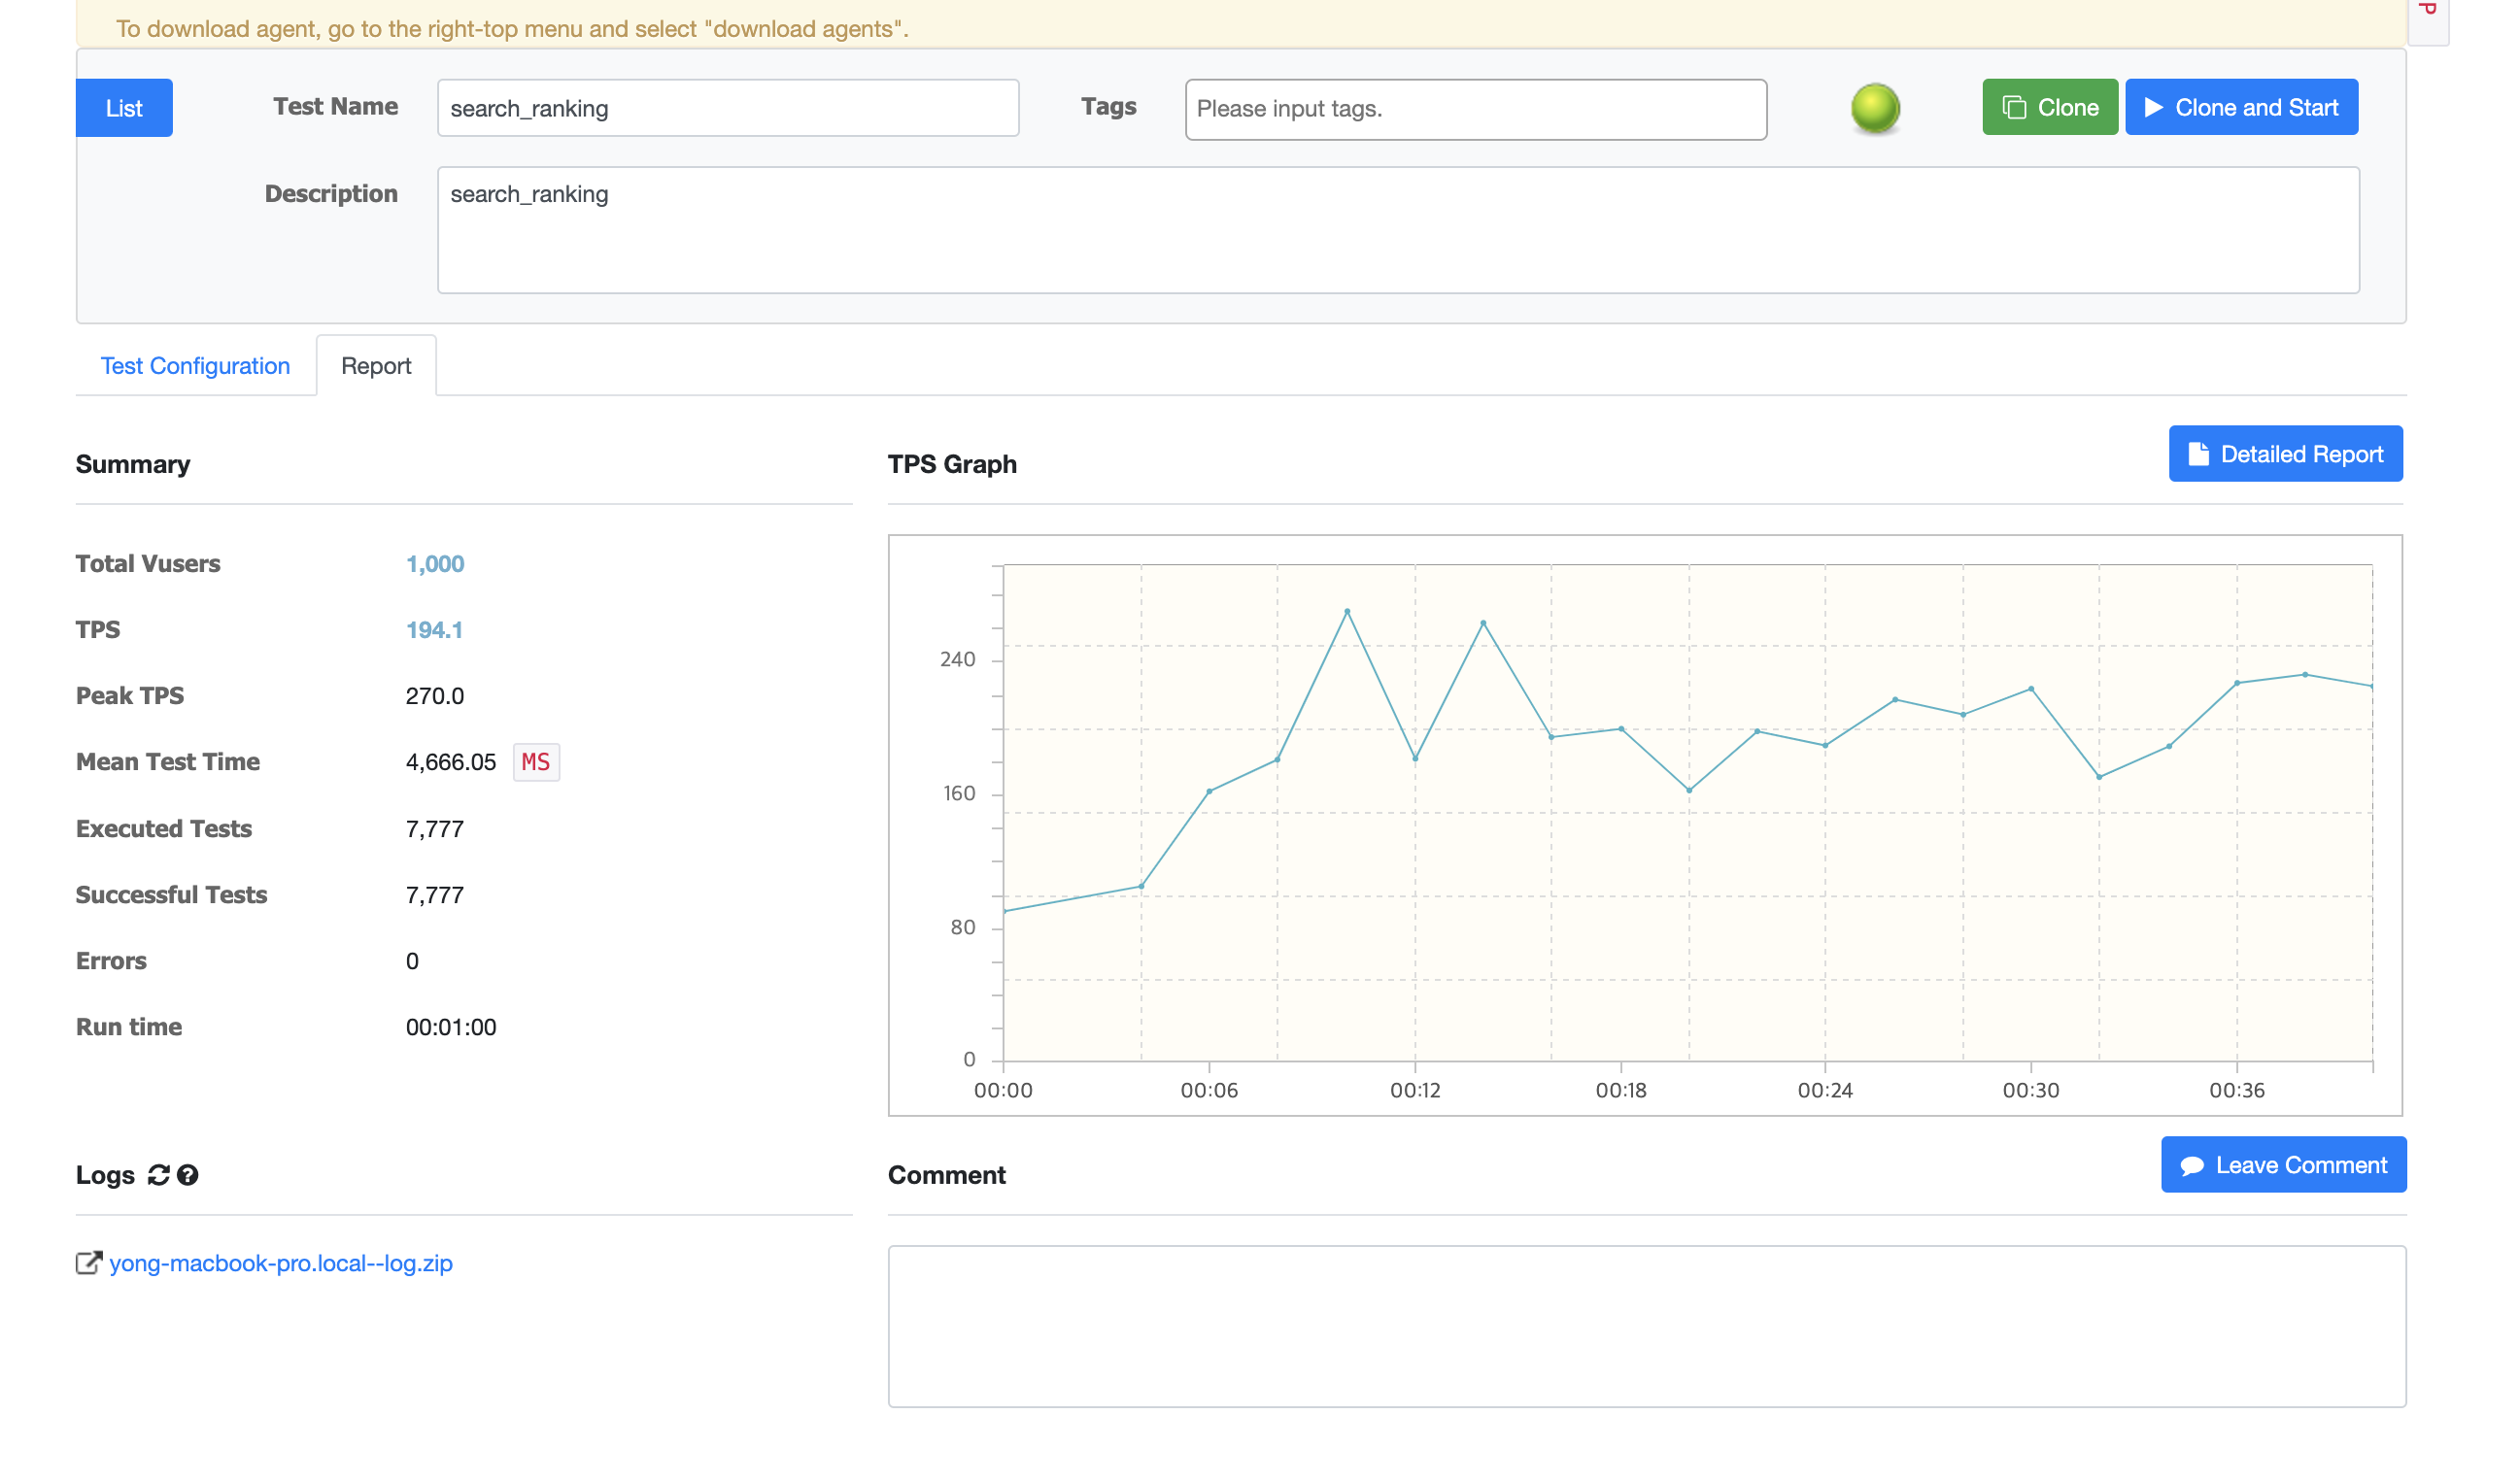 To download agent, go to the right-top menu and select "download agents".
P
List
Test Name
search_ranking
Tags
Please input tags.
Clone
Clone and Start
Description
search_ranking
Test Configuration
Report
Summary
TPS Graph
Detailed Report
Total Vusers 1,000
TPS 194.1
Peak TPS 270.0
Mean Test Time 4,666.05 MS
Executed Tests 7,777
Successful Tests 7,777
Errors 0
Run time 00:01:00
240
160
80
0
00:00 00:06 00:12 00:18 00:24 00:30 00:36
Logs
Comment
Leave Comment
yong-macbook-pro.local--log.zip